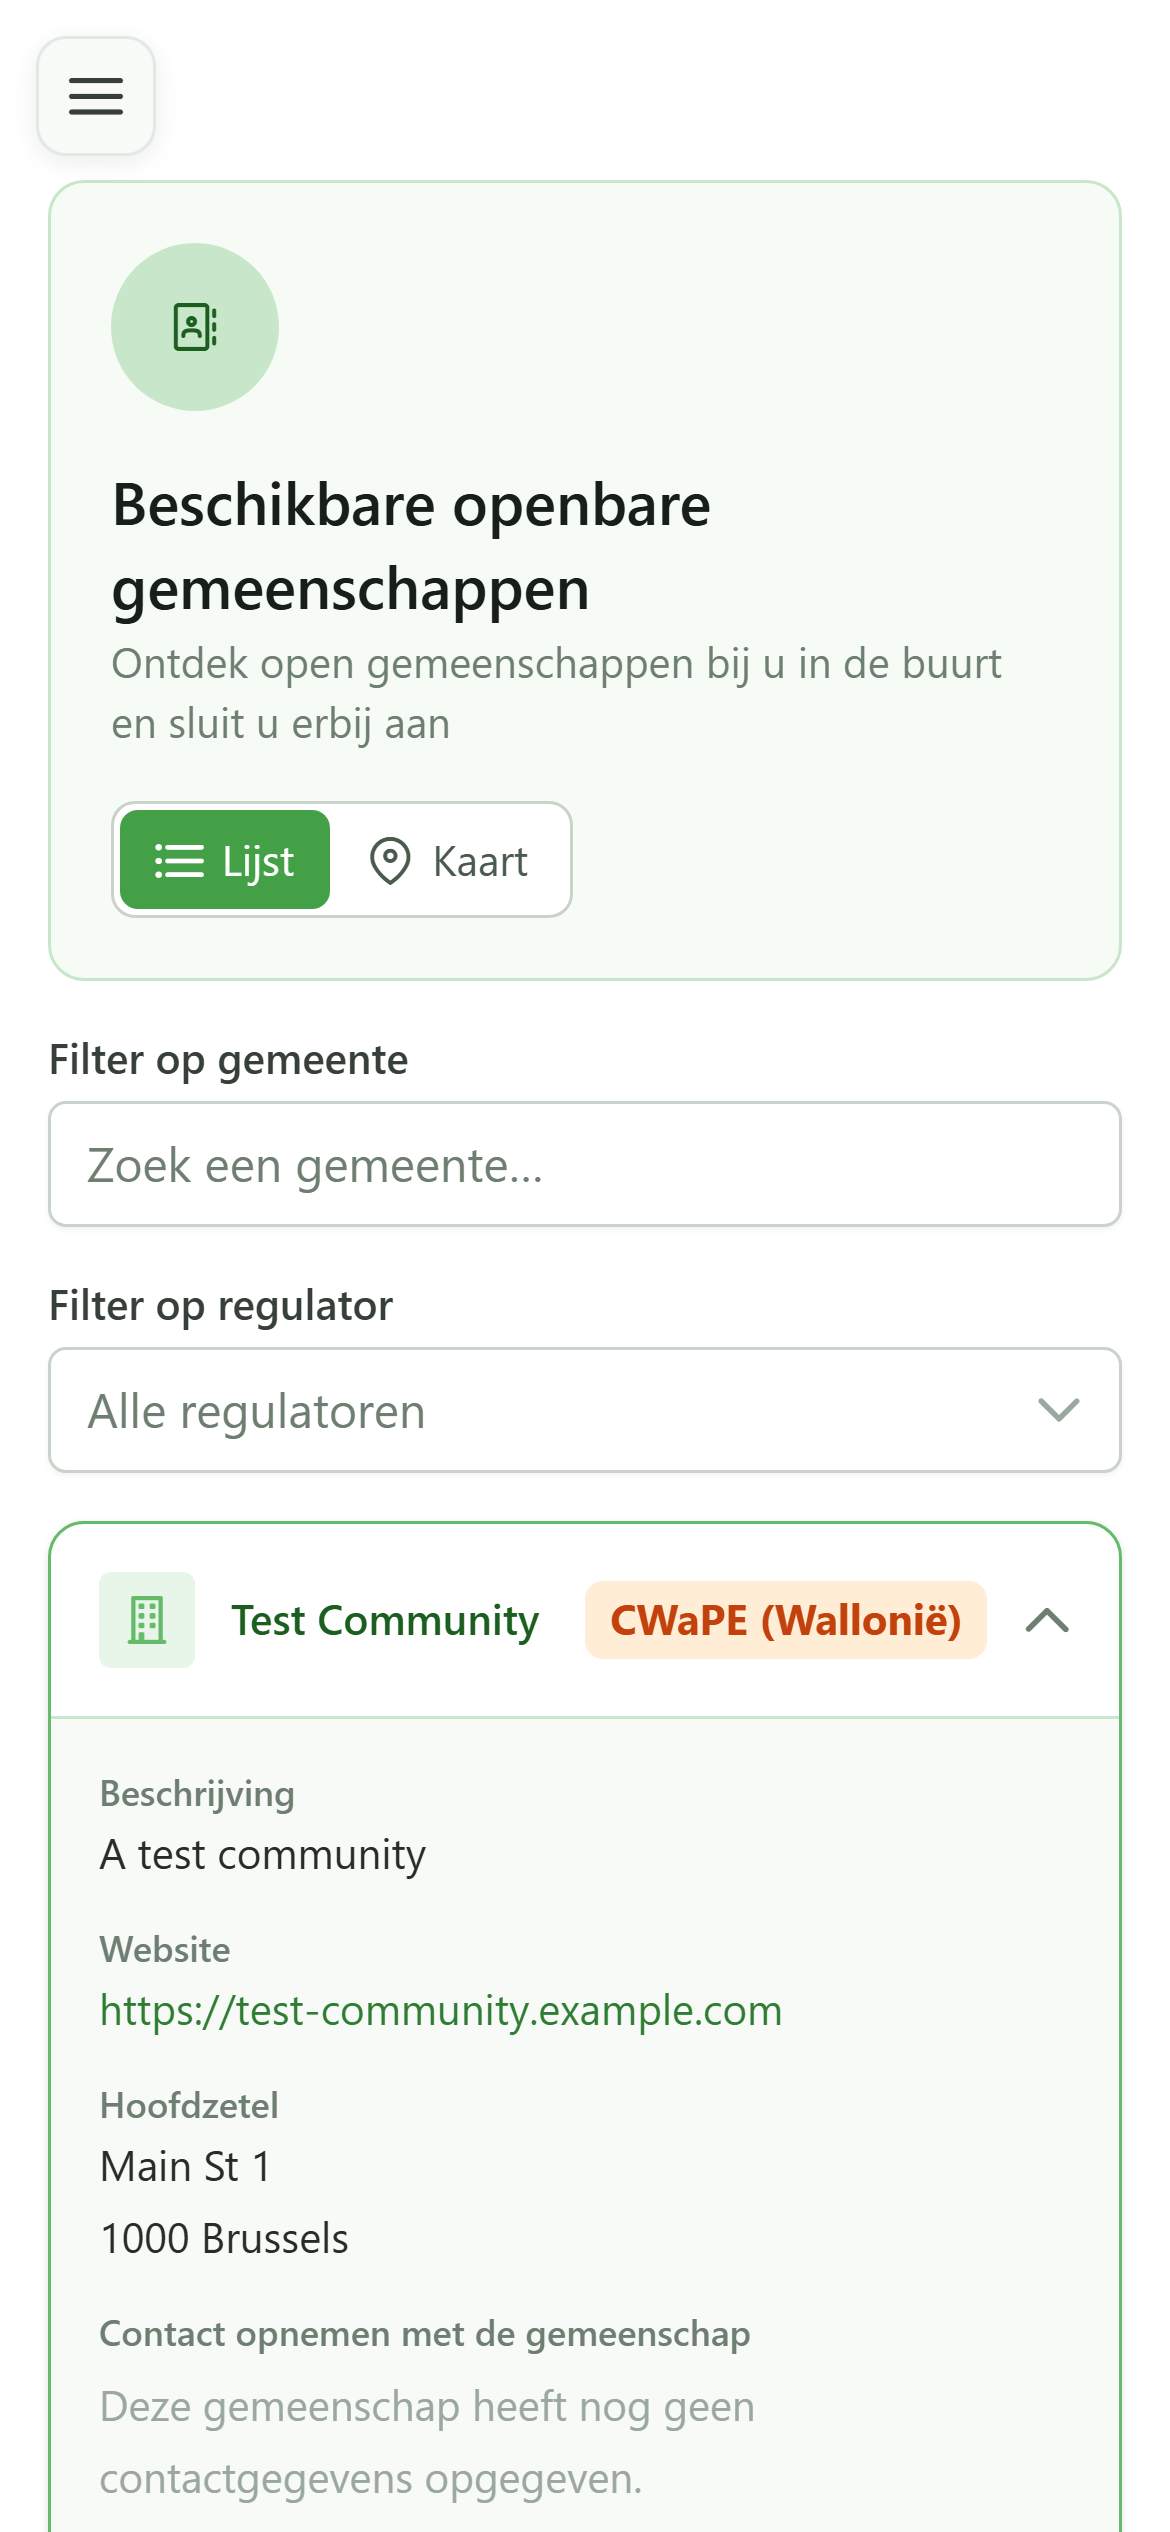 Beschikbare openbare
gemeenschappen
Ontdek open gemeenschappen bij u in de buurt
en sluit u erbij aan
Lijst
Kaart
Filter op gemeente
Zoek een gemeente...
Filter op regulator
Alle regulatoren
Test Community
CWaPE (Wallonië)
Beschrijving
A test community
Website
https://test-community.example.com
Hoofdzetel
Main St 1
1000 Brussels
Contact opnemen met de gemeenschap
Deze gemeenschap heeft nog geen
contactgegevens opgegeven.